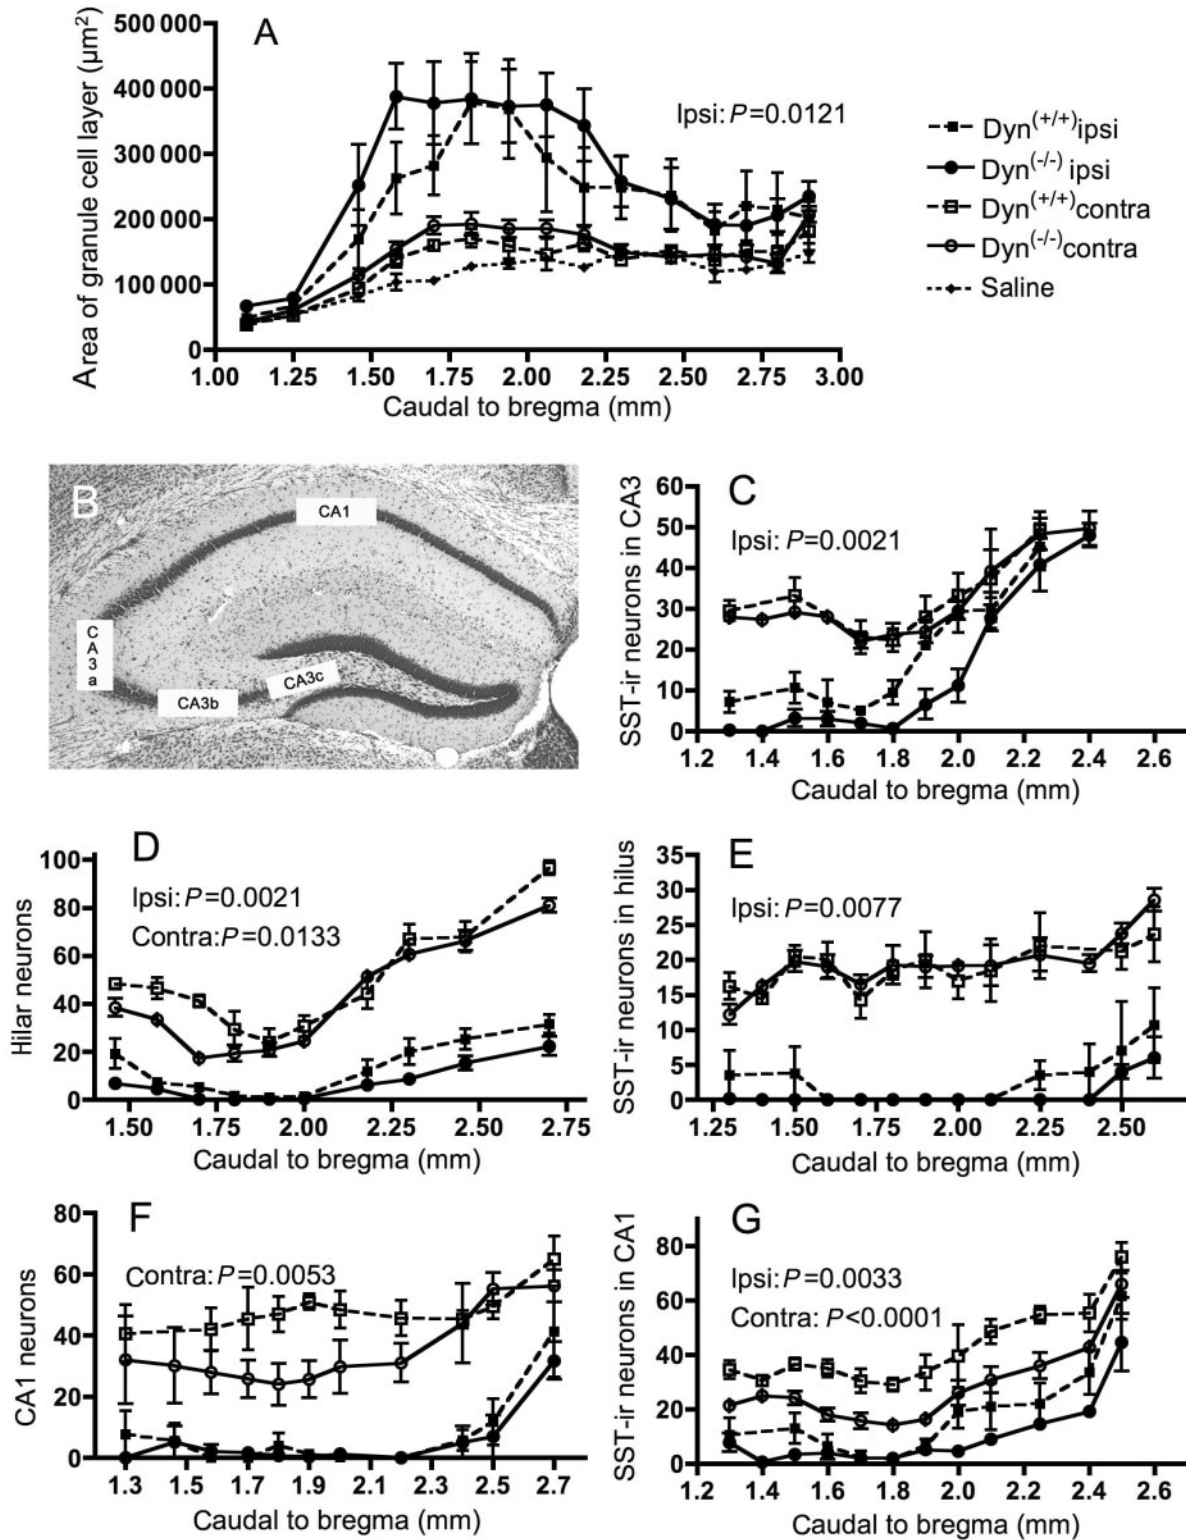 A
500 000
400 000
300 000
200 000
100 000
0
Area of granule cell layer (µm²)
Ipsi: P=0.0121
1.00 1.25 1.50 1.75 2.00 2.25 2.50 2.75 3.00
Caudal to bregma (mm)
Dyn(+/+)ipsi
Dyn(-/-) ipsi
Dyn(+/+)contra
Dyn(-/-)contra
Saline
B
CA1
CA3a
CA3b
CA3c
C
Ipsi: P=0.0021
60
50
40
30
20
10
0
SST-ir neurons in CA3
1.2 1.4 1.6 1.8 2.0 2.2 2.4 2.6
Caudal to bregma (mm)
D
Ipsi: P=0.0021
Contra: P=0.0133
100
80
60
40
20
0
Hilar neurons
1.50 1.75 2.00 2.25 2.50 2.75
Caudal to bregma (mm)
E
Ipsi: P=0.0077
35
30
25
20
15
10
5
0
SST-ir neurons in hilus
1.25 1.50 1.75 2.00 2.25 2.50
Caudal to bregma (mm)
F
Contra: P=0.0053
80
60
40
20
0
CA1 neurons
1.3 1.5 1.7 1.9 2.1 2.3 2.5 2.7
Caudal to bregma (mm)
G
Ipsi: P=0.0033
Contra: P<0.0001
80
60
40
20
0
SST-ir neurons in CA1
1.2 1.4 1.6 1.8 2.0 2.2 2.4 2.6
Caudal to bregma (mm)